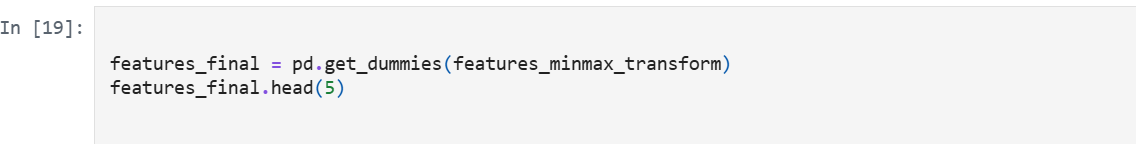 In [19]:
features_final = pd.get_dummies(features_minmax_transform)
features_final.head(5)